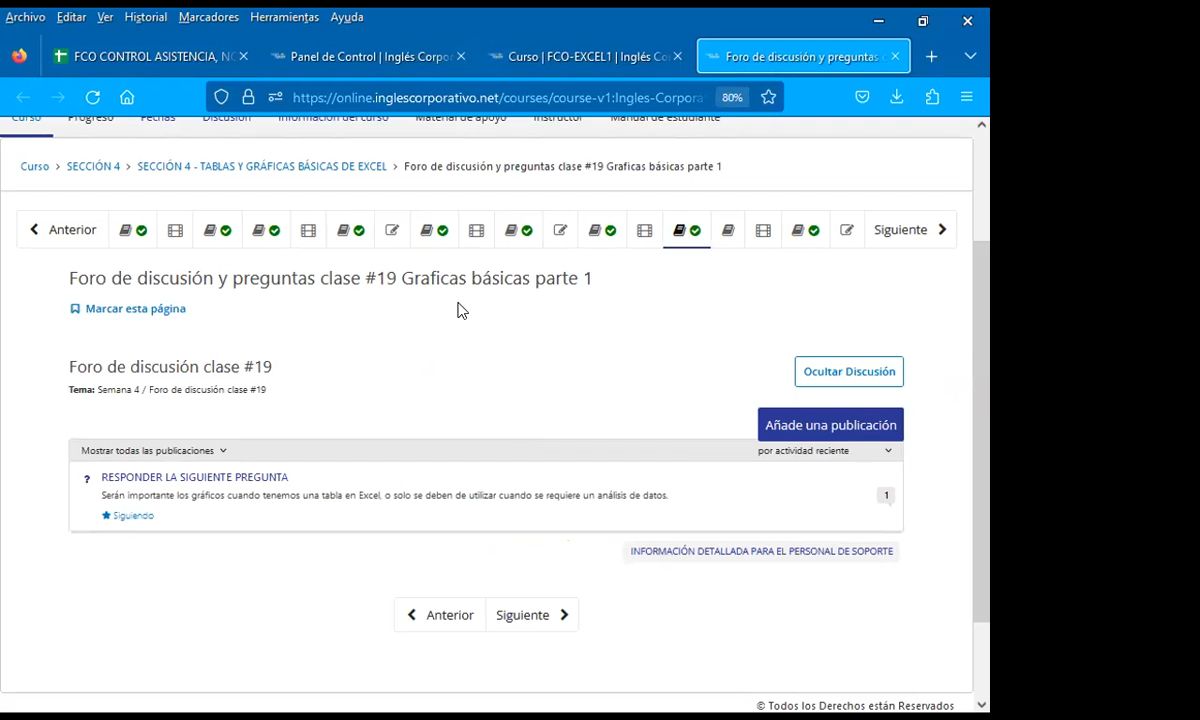 Archivo Editar Ver Historial Marcadores Herramientas Ayuda
FCO CONTROL ASISTENCIA, NO Panel de Control | Inglés Corpor Curso | FCO-EXCEL1 | Inglés Co Foro de discusión y preguntas
https://online.inglescorporativo.net/courses/course-v1:Ingles-Corpora 80%
Curso Progreso Fechas Discusión Información del curso Material de apoyo Instructor Manual de estudiante
Curso > SECCIÓN 4 > SECCIÓN 4 - TABLAS Y GRÁFICAS BÁSICAS DE EXCEL > Foro de discusión y preguntas clase #19 Graficas básicas parte 1
Anterior Siguiente
Foro de discusión y preguntas clase #19 Graficas básicas parte 1
Marcar esta página
Foro de discusión clase #19
Ocultar Discusión
Tema: Semana 4 / Foro de discusión clase #19
Añade una publicación
Mostrar todas las publicaciones por actividad reciente
? RESPONDER LA SIGUIENTE PREGUNTA
Serán importante los gráficos cuando tenemos una tabla en Excel, o solo se deben de utilizar cuando se requiere un análisis de datos. 1
Siguiendo
INFORMACIÓN DETALLADA PARA EL PERSONAL DE SOPORTE
Anterior Siguiente
© Todos los Derechos están Reservados